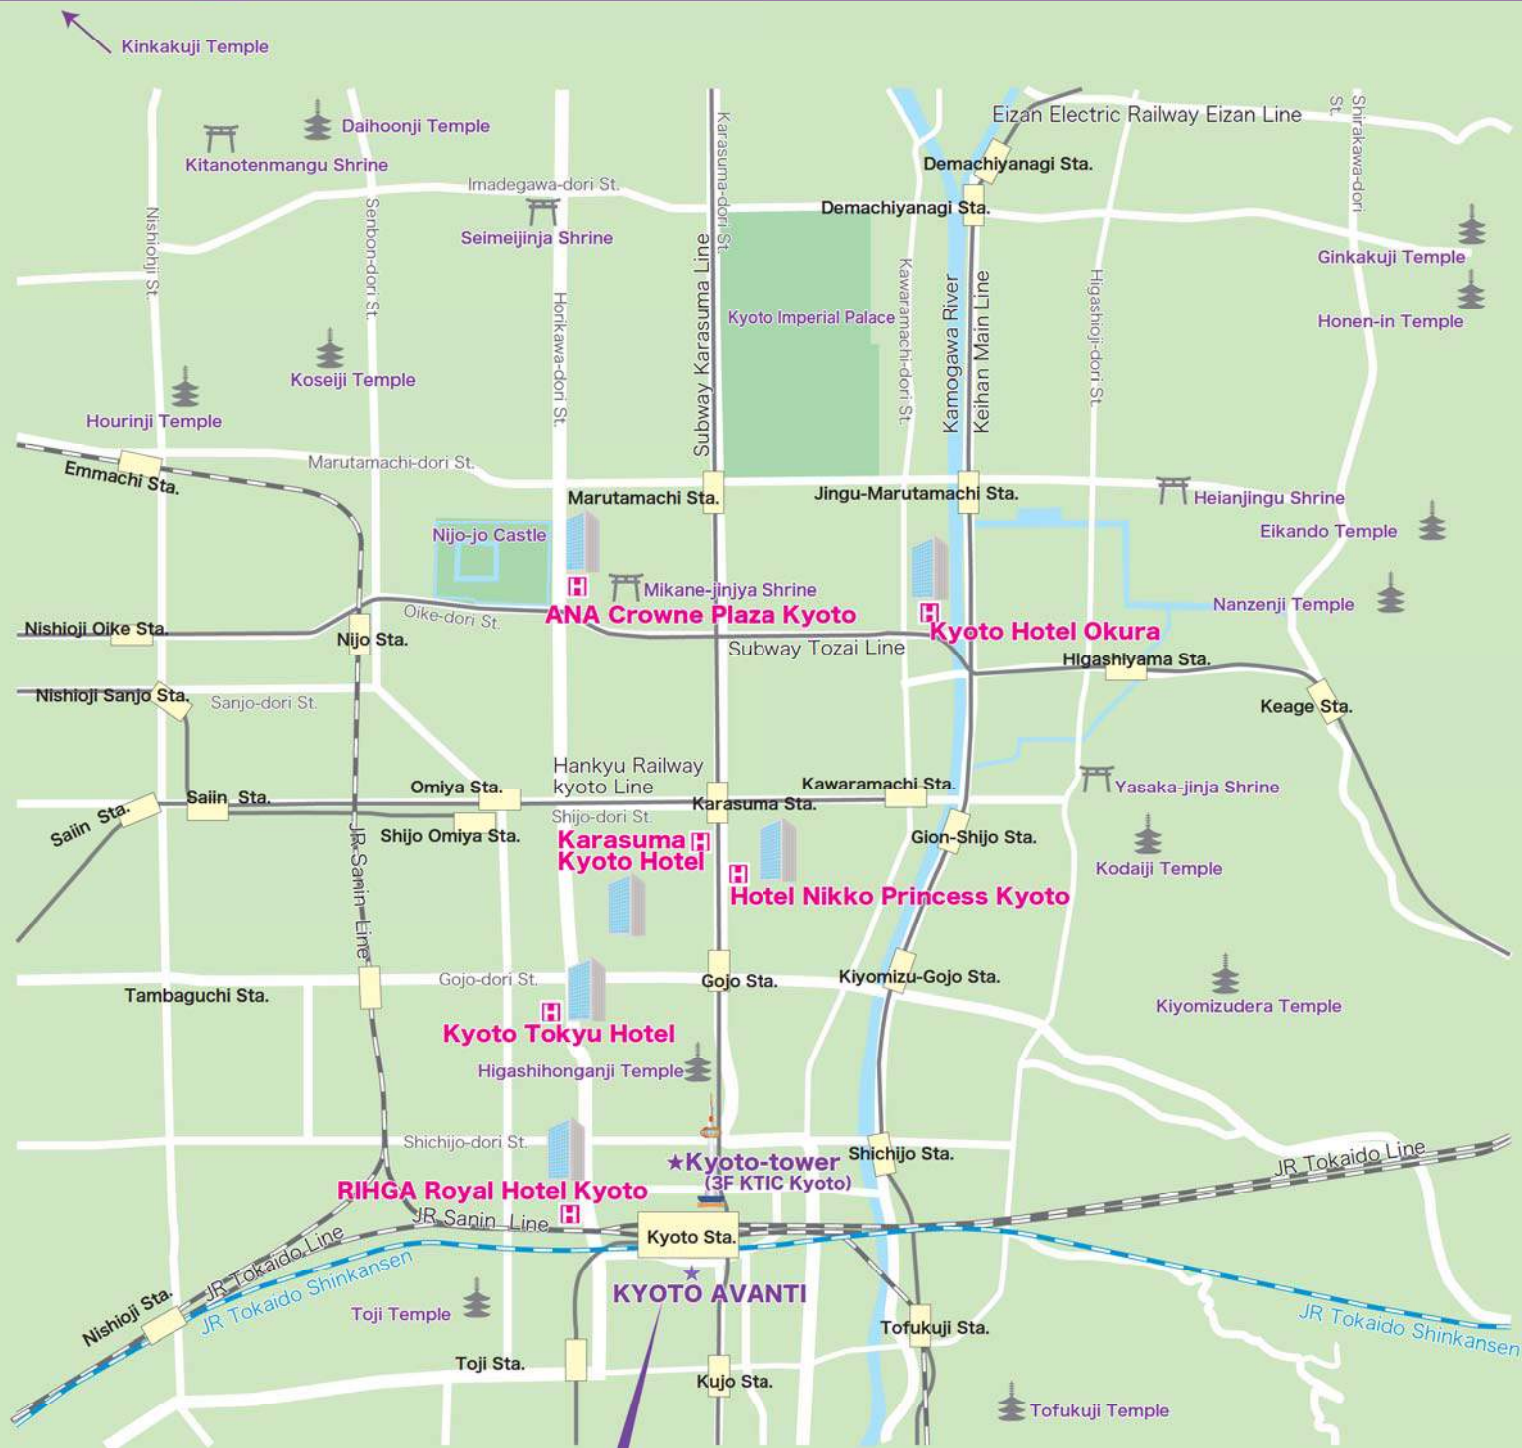 Kinkakuji Temple
Daihoonji Temple
Kitanotenmangu Shrine
Imadegawa-dori St.
Seimeijinja Shrine
Karasuma-dori St.
Eizan Electric Railway Eizan Line
Shirakawa-dori
St.
Demachiyanagi Sta.
Demachiyanagi Sta.
Nishiohji St.
Senbon-dori St.
Horikawa-dori St.
Subway Karasuma Line
Kyoto Imperial Palace
Kawaramachi-dori St.
Kamogawa River
Keihan Main Line
Higashioji-dori St.
Ginkakuji Temple
Honen-in Temple
Koseiji Temple
Hourinji Temple
Emmachi Sta.
Marutamachi-dori St.
Marutamachi Sta.
Jingu-Marutamachi Sta.
Heianjingu Shrine
Eikando Temple
Nijo-jo Castle
H
Mikane-jinjya Shrine
ANA Crowne Plaza Kyoto
H
Kyoto Hotel Okura
Nanzenji Temple
Oike-dori St.
Nishioji Oike Sta.
Nijo Sta.
Subway Tozai Line
Higashiyama Sta.
Nishioji Sanjo Sta.
Sanjo-dori St.
Keage Sta.
Hankyu Railway
kyoto Line
Omiya Sta.
Kawaramachi Sta.
Yasaka-jinja Shrine
Saiin Sta.
Saiin Sta.
Karasuma Sta.
Shijo-dori St.
Shijo Omiya Sta.
Gion-Shijo Sta.
JR Sanin Line
Karasuma H
Kyoto Hotel
H
Hotel Nikko Princess Kyoto
Kodaiji Temple
Gojo-dori St.
Gojo Sta.
Kiyomizu-Gojo Sta.
Tambaguchi Sta.
Kiyomizudera Temple
H
Kyoto Tokyu Hotel
Higashihonganji Temple
Shichijo-dori St.
Shichijo Sta.
★Kyoto-tower
(3F KTIC Kyoto)
JR Tokaido Line
RIHGA Royal Hotel Kyoto
H
JR Sanin Line
Kyoto Sta.
JR Tokaido Line
JR Tokaido Shinkansen
★
KYOTO AVANTI
Nishioji Sta.
Toji Temple
Tofukuji Sta.
JR Tokaido Shinkansen
Toji Sta.
Kujo Sta.
Tofukuji Temple